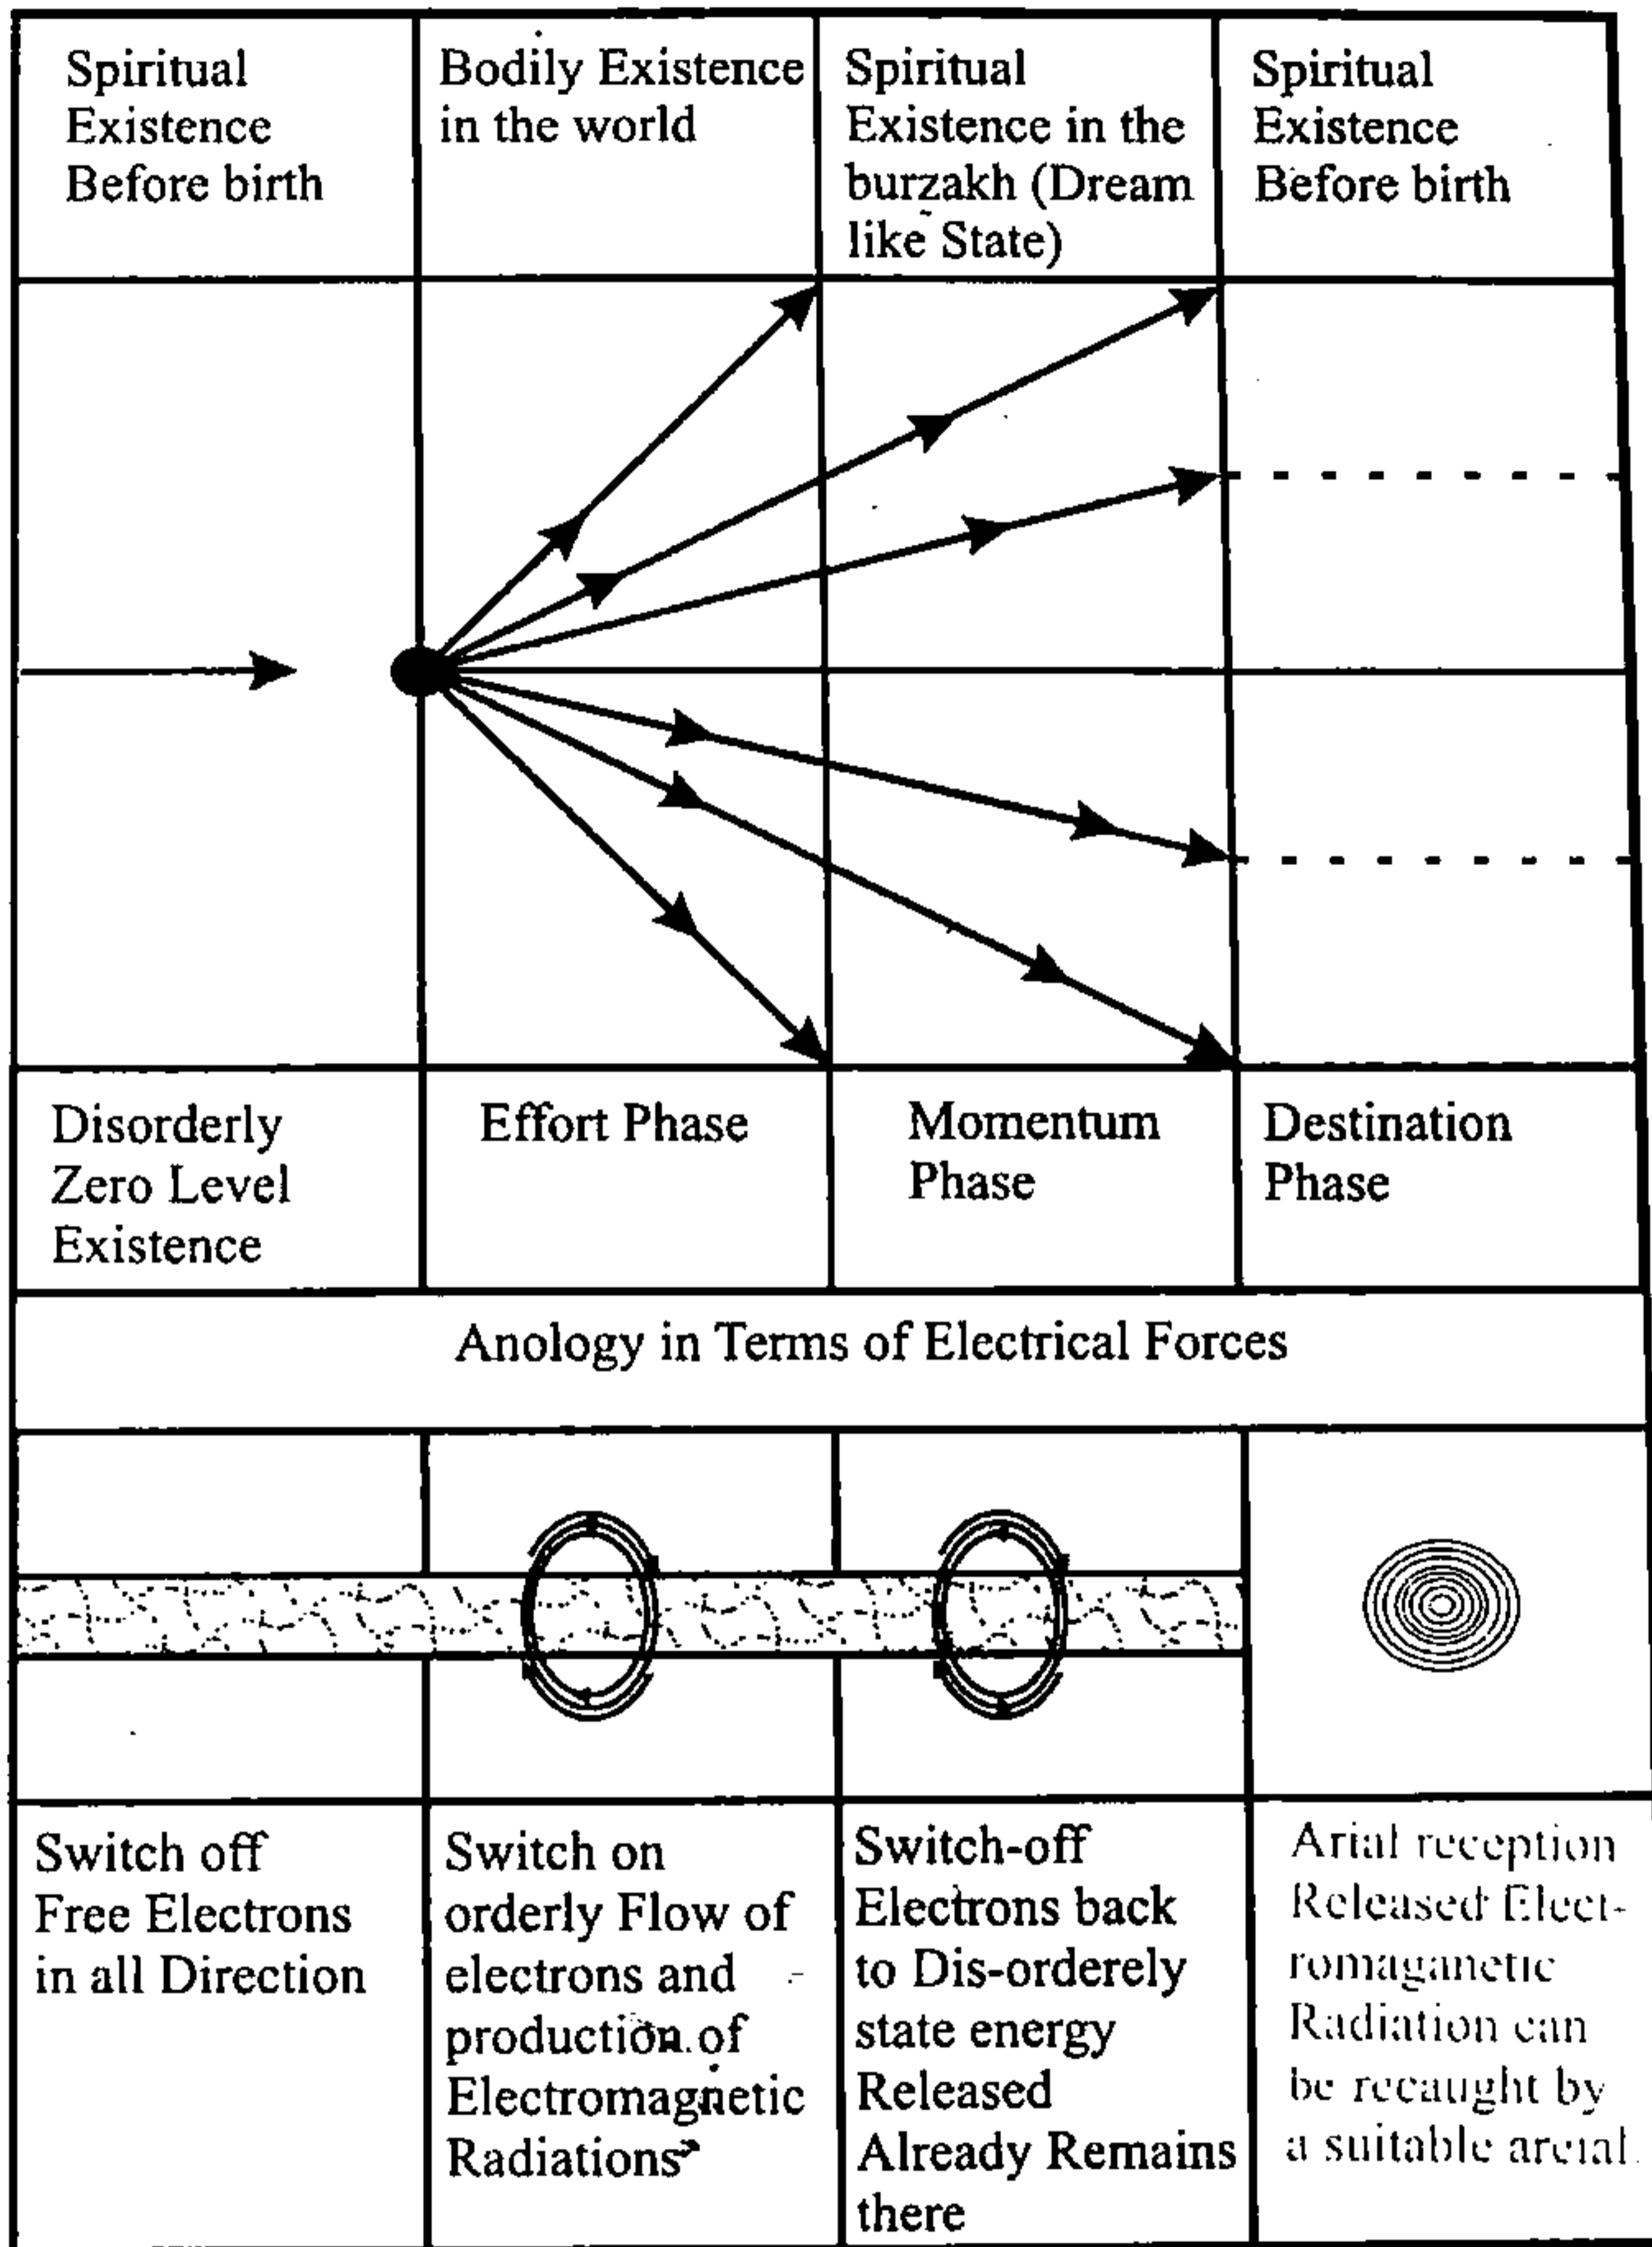 Spiritual
Existence
Before birth
Bodily Existence
in the world
Spiritual
Existence in the
burzakh (Dream
like State)
Spiritual
Existence
Before birth
Disorderly
Zero Level
Existence
Effort Phase
Momentum
Phase
Destination
Phase
Anology in Terms of Electrical Forces
Switch off
Free Electrons
in all Direction
Switch on
orderly Flow of
electrons and
production of
Electromagnetic
Radiations
Switch-off
Electrons back
to Dis-orderely
state energy
Released
Already Remains
there
Arial reception
Released Elect-
romaganetic
Radiation can
be recaught by
a suitable areial.